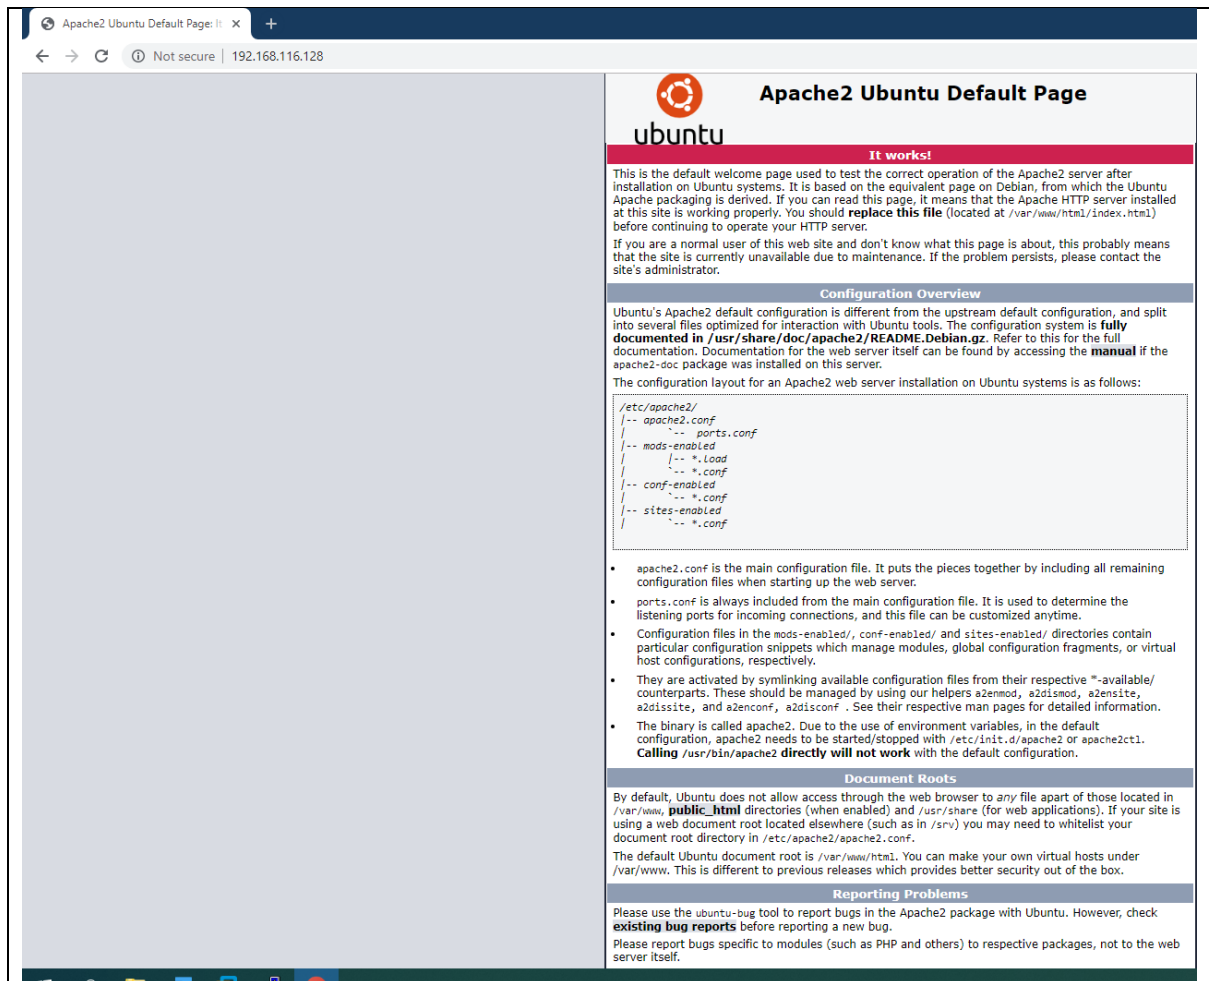 Apache2 Ubuntu Default Page: It
Not secure | 192.168.116.128
ubuntu
Apache2 Ubuntu Default Page
It works!
This is the default welcome page used to test the correct operation of the Apache2 server after
installation on Ubuntu systems. It is based on the equivalent page on Debian, from which the Ubuntu
Apache packaging is derived. If you can read this page, it means that the Apache HTTP server installed
at this site is working properly. You should replace this file (located at /var/www/html/index.html)
before continuing to operate your HTTP server.
If you are a normal user of this web site and don't know what this page is about, this probably means
that the site is currently unavailable due to maintenance. If the problem persists, please contact the
site's administrator.
Configuration Overview
Ubuntu's Apache2 default configuration is different from the upstream default configuration, and split
into several files optimized for interaction with Ubuntu tools. The configuration system is fully
documented in /usr/share/doc/apache2/README.Debian.gz. Refer to this for the full
documentation. Documentation for the web server itself can be found by accessing the manual if the
apache2-doc package was installed on this server.
The configuration layout for an Apache2 web server installation on Ubuntu systems is as follows:
/etc/apache2/
|-- apache2.conf
|       `--  ports.conf
|-- mods-enabled
|       |-- *.load
|       `-- *.conf
|-- conf-enabled
|       `-- *.conf
|-- sites-enabled
|       `-- *.conf
• apache2.conf is the main configuration file. It puts the pieces together by including all remaining
configuration files when starting up the web server.
• ports.conf is always included from the main configuration file. It is used to determine the
listening ports for incoming connections, and this file can be customized anytime.
• Configuration files in the mods-enabled/, conf-enabled/ and sites-enabled/ directories contain
particular configuration snippets which manage modules, global configuration fragments, or virtual
host configurations, respectively.
• They are activated by symlinking available configuration files from their respective *-available/
counterparts. These should be managed by using our helpers a2enmod, a2dismod, a2ensite,
a2dissite, and a2enconf, a2disconf . See their respective man pages for detailed information.
• The binary is called apache2. Due to the use of environment variables, in the default
configuration, apache2 needs to be started/stopped with /etc/init.d/apache2 or apache2ctl.
Calling /usr/bin/apache2 directly will not work with the default configuration.
Document Roots
By default, Ubuntu does not allow access through the web browser to any file apart of those located in
/var/www, public_html directories (when enabled) and /usr/share (for web applications). If your site is
using a web document root located elsewhere (such as in /srv) you may need to whitelist your
document root directory in /etc/apache2/apache2.conf.
The default Ubuntu document root is /var/www/html. You can make your own virtual hosts under
/var/www. This is different to previous releases which provides better security out of the box.
Reporting Problems
Please use the ubuntu-bug tool to report bugs in the Apache2 package with Ubuntu. However, check
existing bug reports before reporting a new bug.
Please report bugs specific to modules (such as PHP and others) to respective packages, not to the web
server itself.